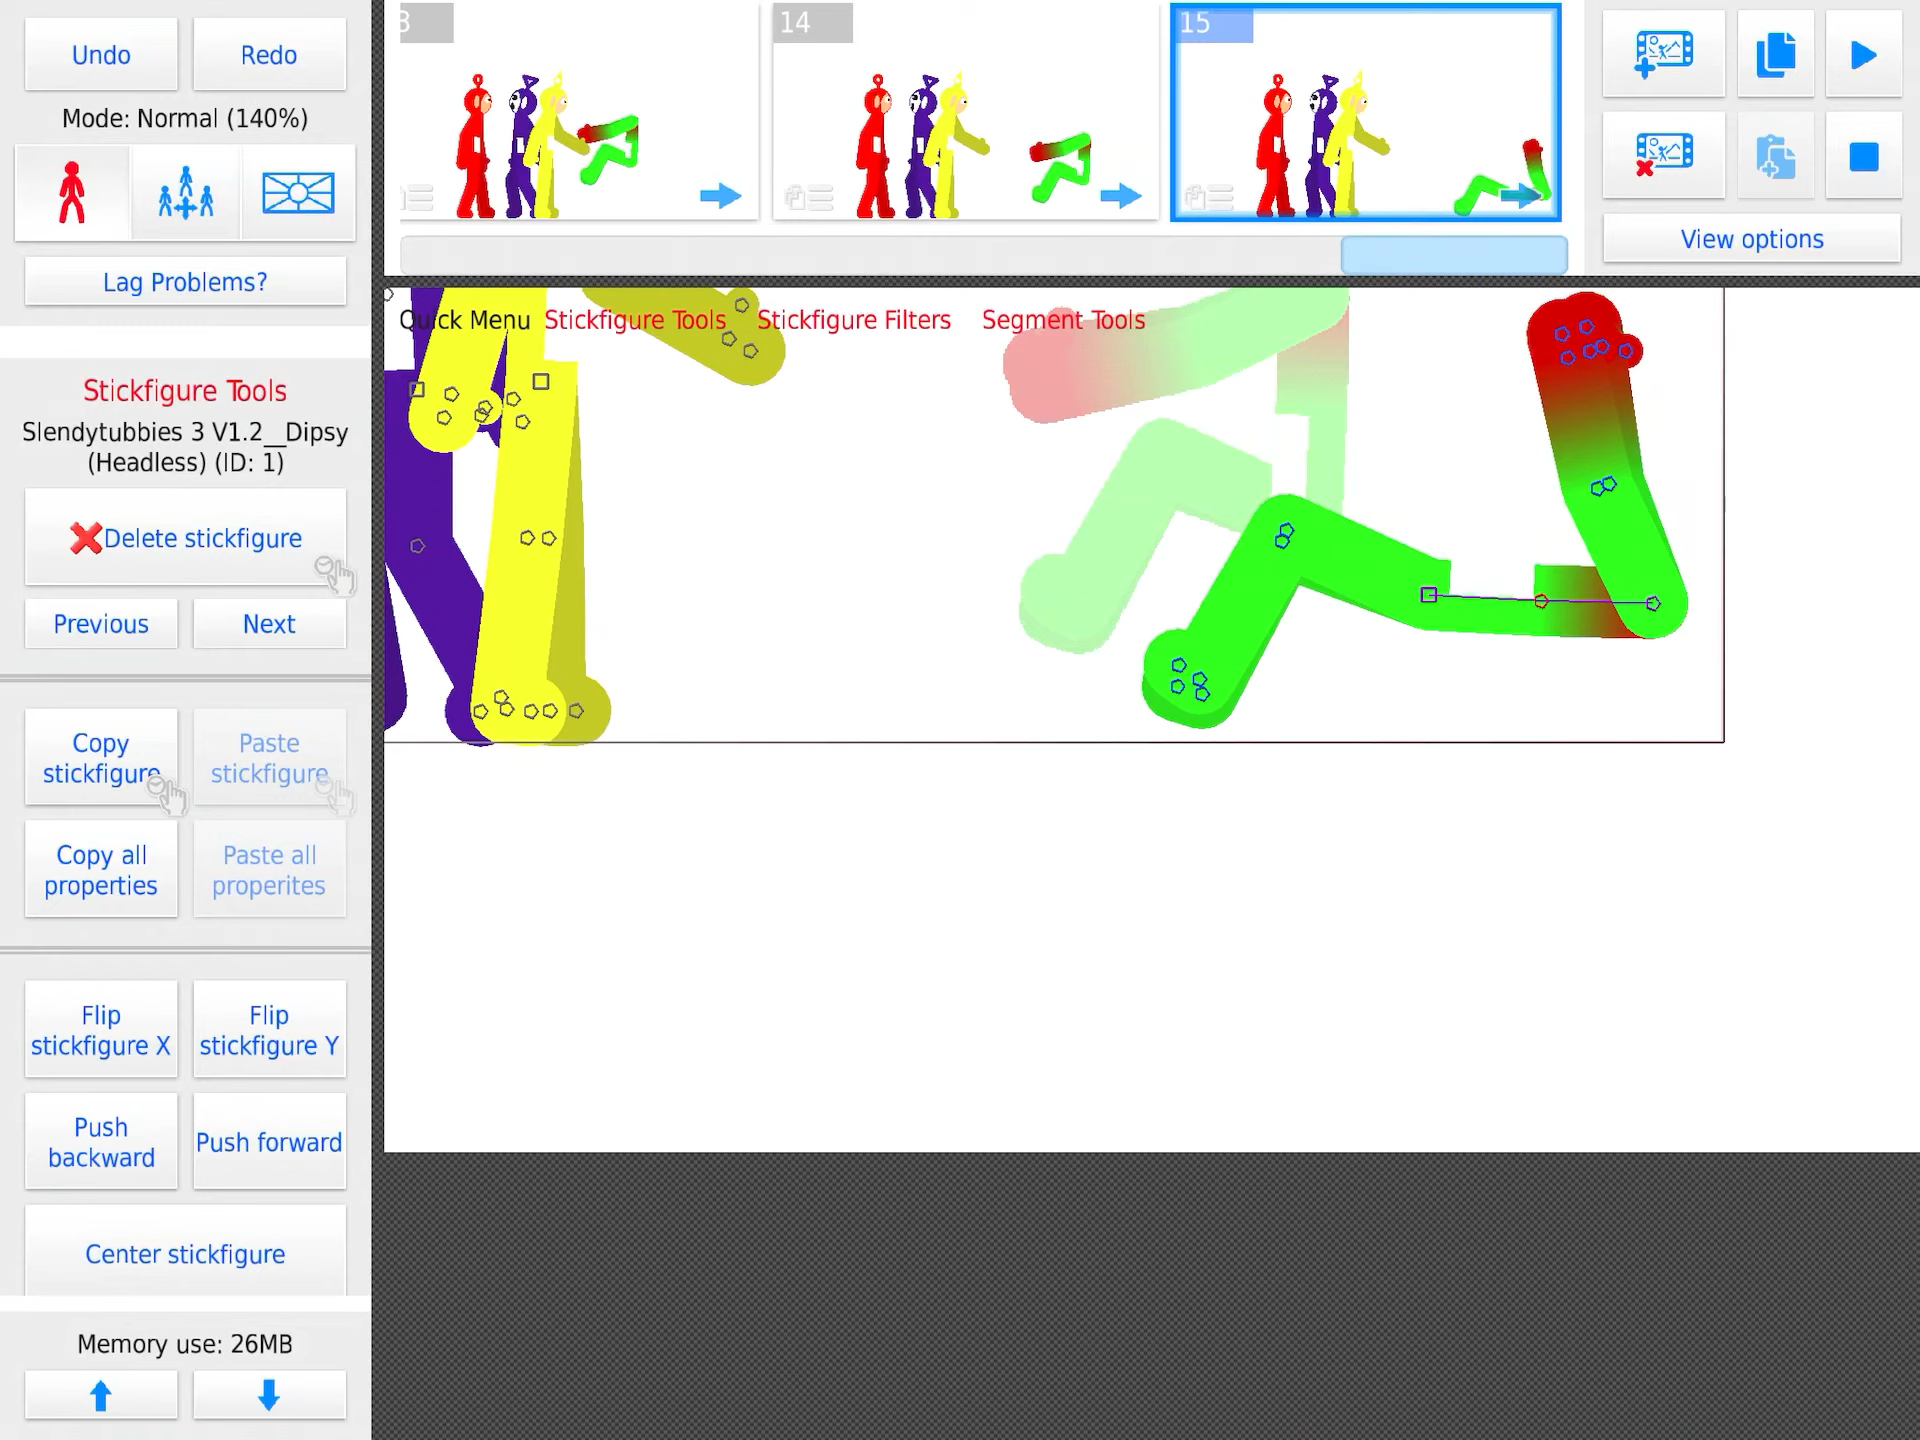 Undo
Redo
Mode: Normal (140%)
Lag Problems?
Stickfigure Tools
Slendytubbies 3 V1.2__Dipsy
(Headless) (ID: 1)
Delete stickfigure
Previous
Next
Copy
stickfigure
Paste
stickfigure
Copy all
properties
Paste all
properites
Flip
stickfigure X
Flip
stickfigure Y
Push
backward
Push forward
Center stickfigure
Memory use: 26MB
3
14
15
View options
Quick Menu
Stickfigure Tools
Stickfigure Filters
Segment Tools